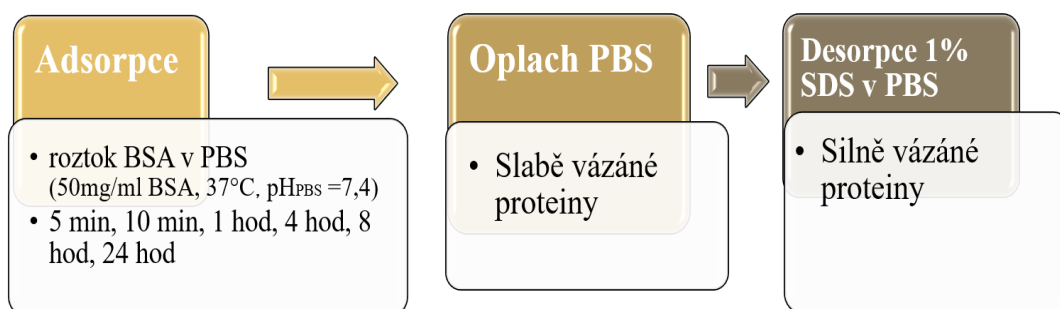 Adsorpce
• roztok BSA v PBS
(50mg/ml BSA, 37°C, pHPBS =7,4)
• 5 min, 10 min, 1 hod, 4 hod, 8
hod, 24 hod
Oplach PBS
• Slabě vázáné
proteiny
Desorpce 1%
SDS v PBS
• Silně vázáné
proteiny